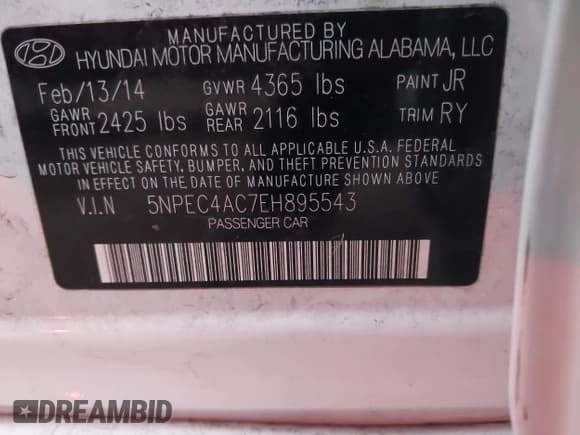 MANUFACTURED BY
HYUNDAI MOTOR MANUFACTURING ALABAMA, LLC
Feb/13/14 GVWR 4365 lbs PAINT JR
GAWR FRONT 2425 lbs GAWR REAR 2116 lbs TRIM RY
THIS VEHICLE CONFORMS TO ALL APPLICABLE U.S.A. FEDERAL
MOTOR VEHICLE SAFETY, BUMPER, AND THEFT PREVENTION STANDARDS
IN EFFECT ON THE DATE OF MANUFACTURE SHOWN ABOVE.
V.I.N 5NPEC4AC7EH895543
PASSENGER CAR
DREAMBID